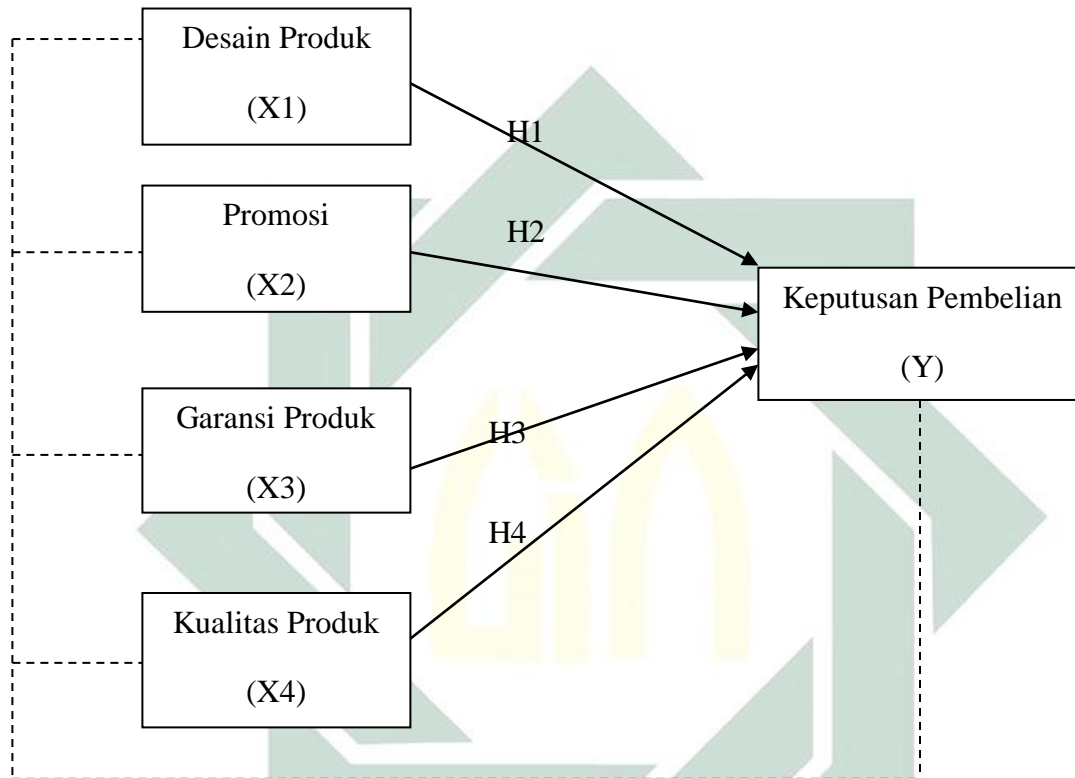 Desain Produk
(X1)
H1
Promosi
(X2)
H2
Keputusan Pembelian
(Y)
Garansi Produk
(X3)
H3
H4
Kualitas Produk
(X4)